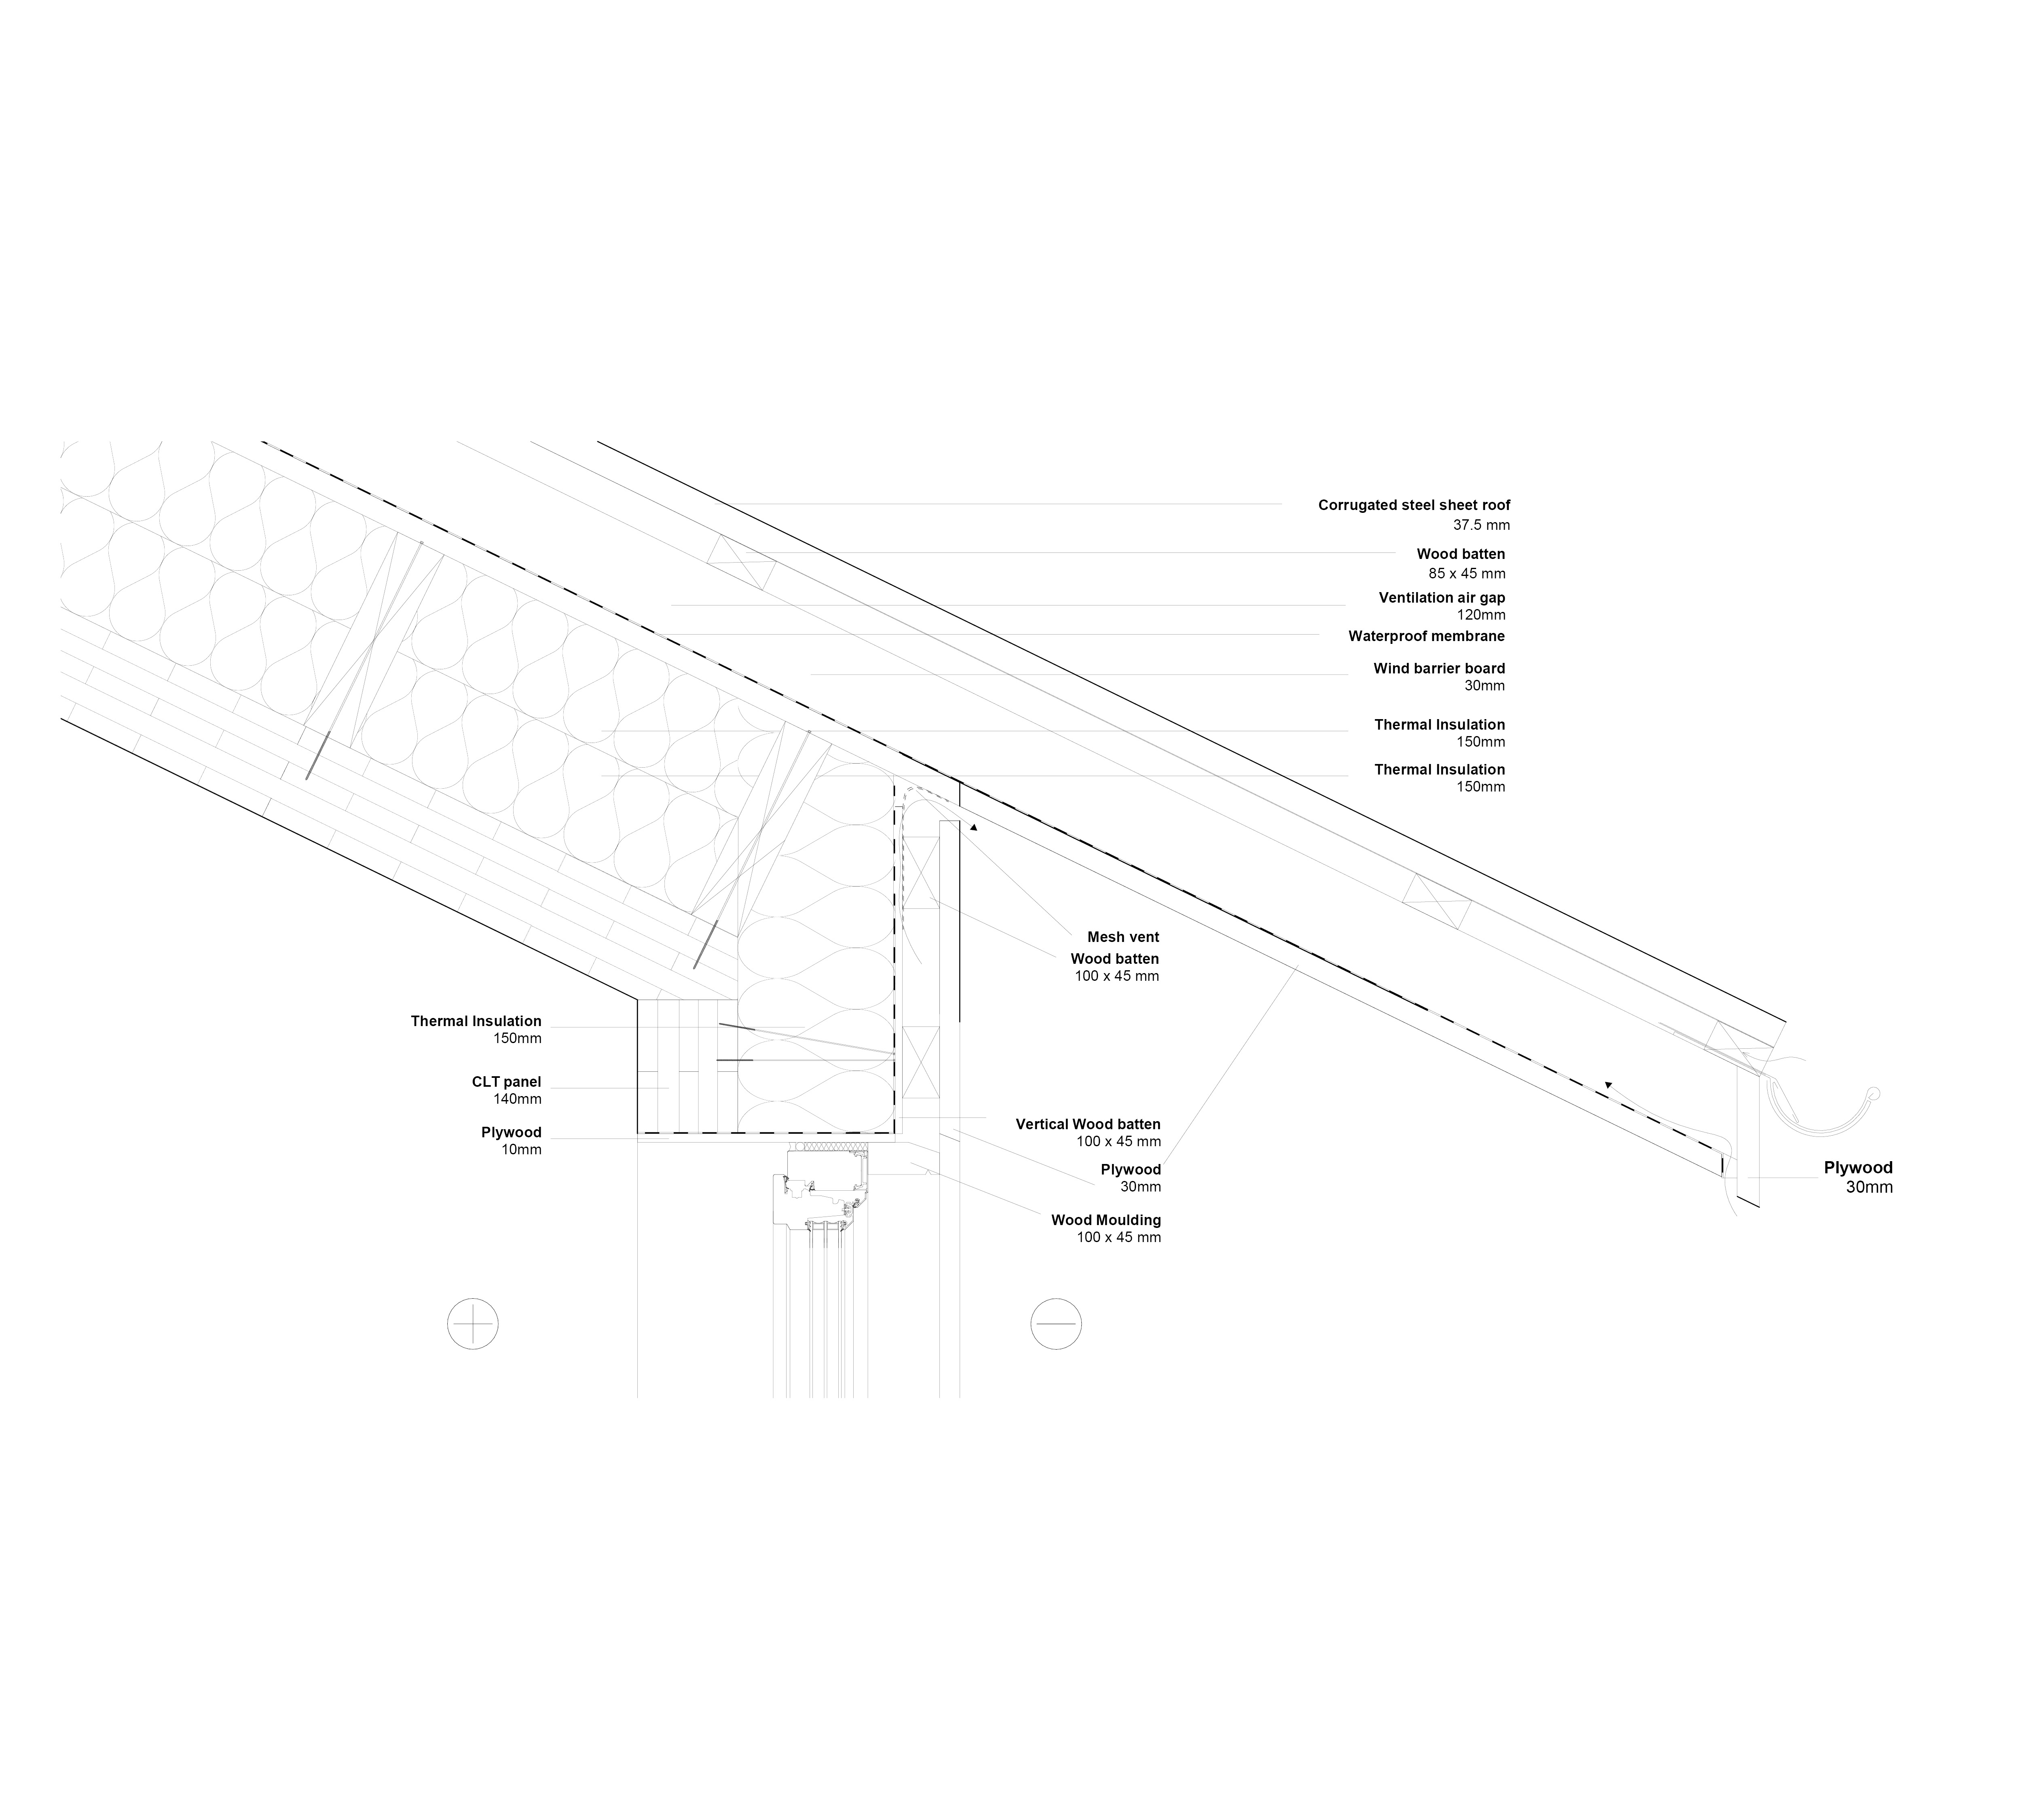 Corrugated steel sheet roof
37.5 mm
Wood batten
85 x 45 mm
Ventilation air gap
120mm
Waterproof membrane
Wind barrier board
30mm
Thermal Insulation
150mm
Thermal Insulation
150mm
Mesh vent
Wood batten
100 x 45 mm
Thermal Insulation
150mm
CLT panel
140mm
Plywood
10mm
Vertical Wood batten
100 x 45 mm
Plywood
30mm
Wood Moulding
100 x 45 mm
Plywood
30mm